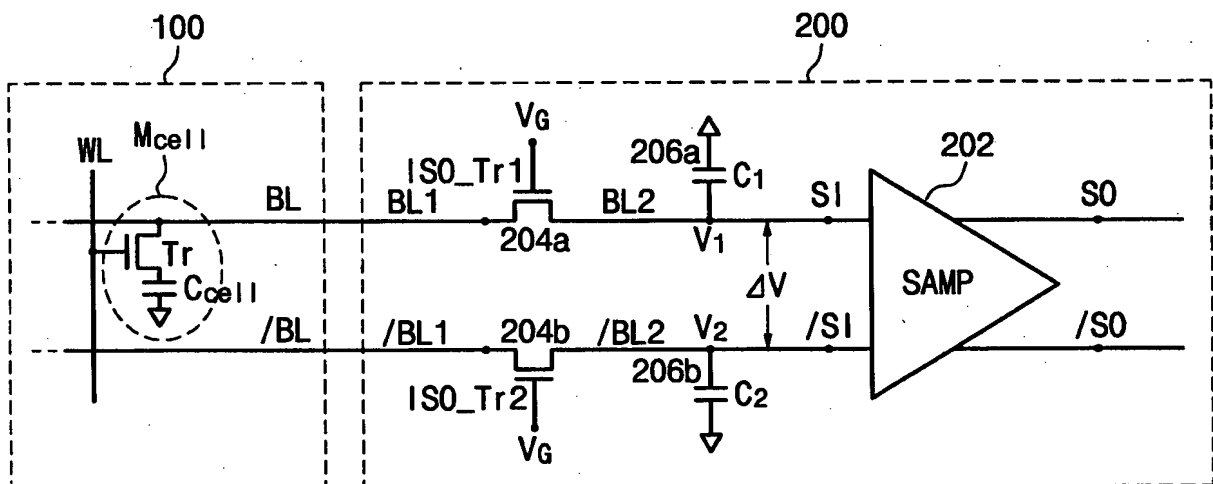 100
200
Mcell
WL
VG
206a
C1
202
ISO_Tr1
BL
BL1
BL2
SI
SO
204a
V1
Tr
Ccell
ΔV
SAMP
/BL
/BL1
204b
/BL2
V2
/SI
/SO
206b
C2
ISO_Tr2
VG